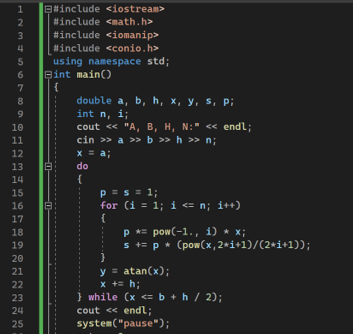 1 #include <iostream>
2 #include <math.h>
3 #include <iomanip>
4 #include <conio.h>
5 using namespace std;
6 int main()
7 {
8 double a, b, h, x, y, s, p;
9 int n, i;
10 cout << "A, B, H, N:" << endl;
11 cin >> a >> b >> h >> n;
12 x = a;
13 do
14 {
15 p = s = 1;
16 for (i = 1; i <= n; i++)
17 {
18 p *= pow(-1., i) * x;
19 s += p * (pow(x,2*i+1)/(2*i+1));
20 }
21 y = atan(x);
22 x += h;
23 } while (x <= b + h / 2);
24 cout << endl;
25 system("pause");